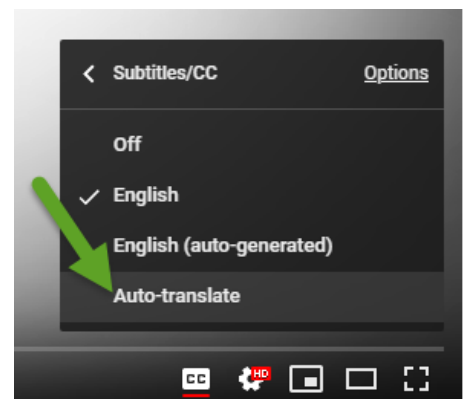 Subtitles/CC Options
Off
English
English (auto-generated)
Auto-translate
CC HD